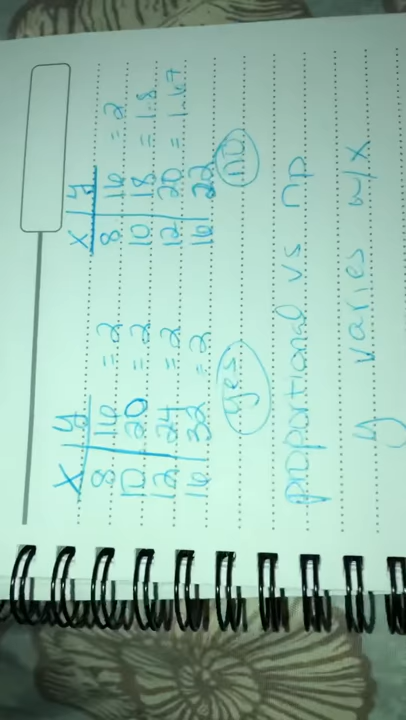 x | y x | y
8 | 16 = 2 8 | 16 = 2
10 | 20 = 2 10 | 18 = 1.8
12 | 24 = 2 12 | 20 = 1.67
16 | 32 = 2 16 | 22
yes no
proportional vs np
y varies w/x